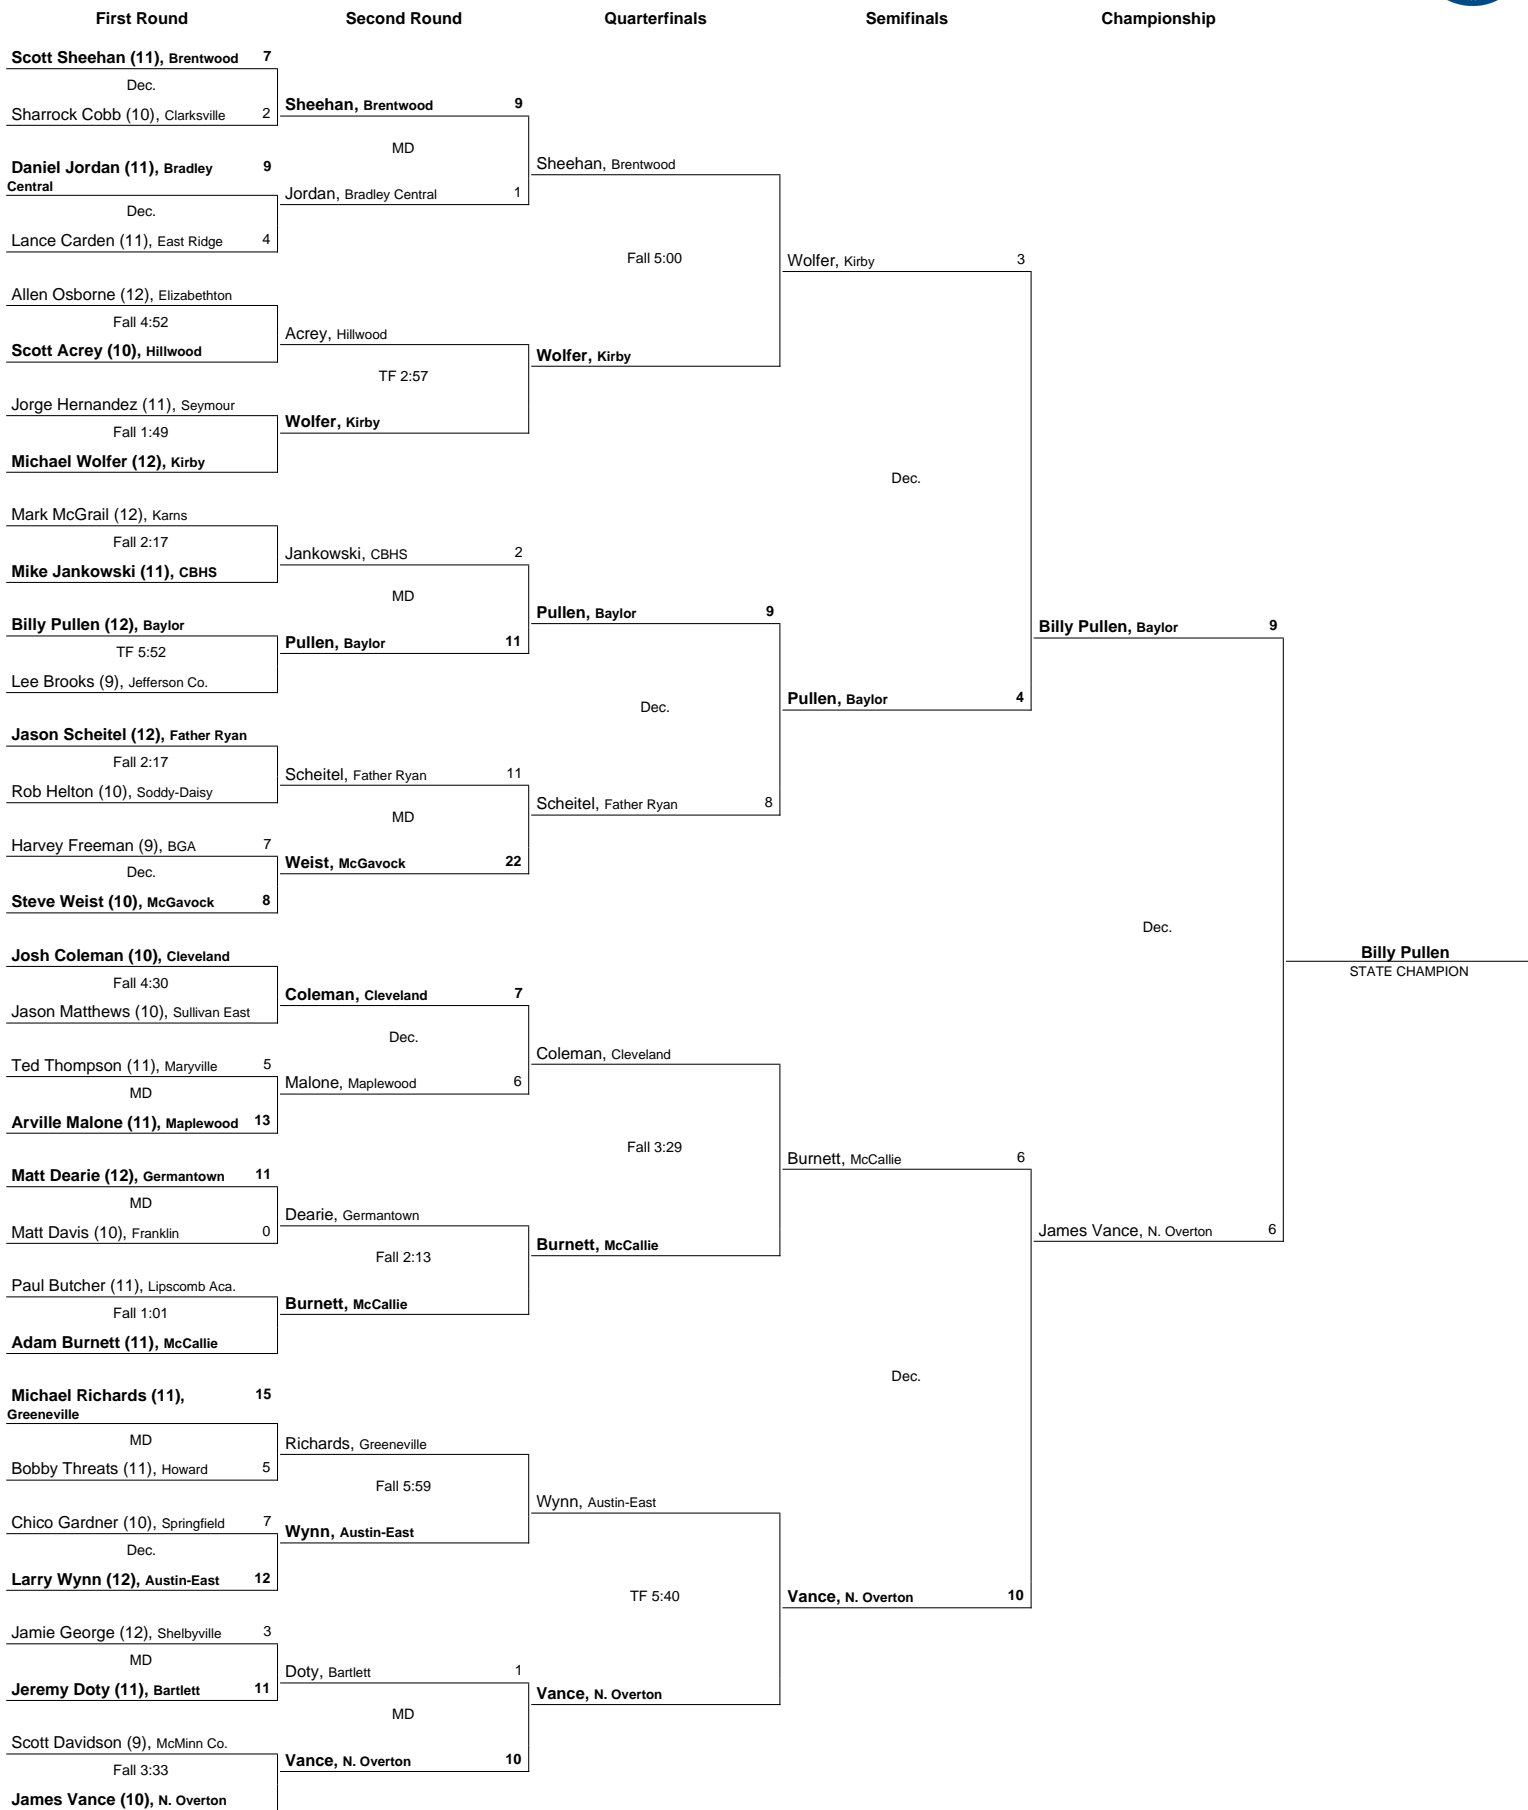 First Round
Second Round
Quarterfinals
Semifinals
Championship
Scott Sheehan (11), Brentwood 7
Dec.
Sharrock Cobb (10), Clarksville 2
Daniel Jordan (11), Bradley 9
Central
Dec.
Lance Carden (11), East Ridge 4
Allen Osborne (12), Elizabethton
Fall 4:52
Scott Acrey (10), Hillwood
Jorge Hernandez (11), Seymour
Fall 1:49
Michael Wolfer (12), Kirby
Mark McGrail (12), Karns
Fall 2:17
Mike Jankowski (11), CBHS
Billy Pullen (12), Baylor
TF 5:52
Lee Brooks (9), Jefferson Co.
Jason Scheitel (12), Father Ryan
Fall 2:17
Rob Helton (10), Soddy-Daisy
Harvey Freeman (9), BGA 7
Dec.
Steve Weist (10), McGavock 8
Josh Coleman (10), Cleveland
Fall 4:30
Jason Matthews (10), Sullivan East
Ted Thompson (11), Maryville 5
MD
Arville Malone (11), Maplewood 13
Matt Dearie (12), Germantown 11
MD
Matt Davis (10), Franklin 0
Paul Butcher (11), Lipscomb Aca.
Fall 1:01
Adam Burnett (11), McCallie
Michael Richards (11), 15
Greeneville
MD
Bobby Threats (11), Howard 5
Chico Gardner (10), Springfield 7
Dec.
Larry Wynn (12), Austin-East 12
Jamie George (12), Shelbyville 3
MD
Jeremy Doty (11), Bartlett 11
Scott Davidson (9), McMinn Co.
Fall 3:33
James Vance (10), N. Overton
Sheehan, Brentwood 9
MD
Jordan, Bradley Central 1
Acrey, Hillwood
TF 2:57
Wolfer, Kirby
Jankowski, CBHS 2
MD
Pullen, Baylor 11
Scheitel, Father Ryan 11
MD
Weist, McGavock 22
Coleman, Cleveland 7
Dec.
Malone, Maplewood 6
Dearie, Germantown
Fall 2:13
Burnett, McCallie
Richards, Greeneville
Fall 5:59
Wynn, Austin-East
Doty, Bartlett 1
MD
Vance, N. Overton 10
Sheehan, Brentwood
Fall 5:00
Wolfer, Kirby
Pullen, Baylor 9
Dec.
Scheitel, Father Ryan 8
Coleman, Cleveland
Fall 3:29
Burnett, McCallie
Wynn, Austin-East
TF 5:40
Vance, N. Overton
Wolfer, Kirby 3
Dec.
Pullen, Baylor 4
Burnett, McCallie 6
Dec.
Vance, N. Overton 10
Billy Pullen, Baylor 9
Dec.
James Vance, N. Overton 6
Billy Pullen
STATE CHAMPION